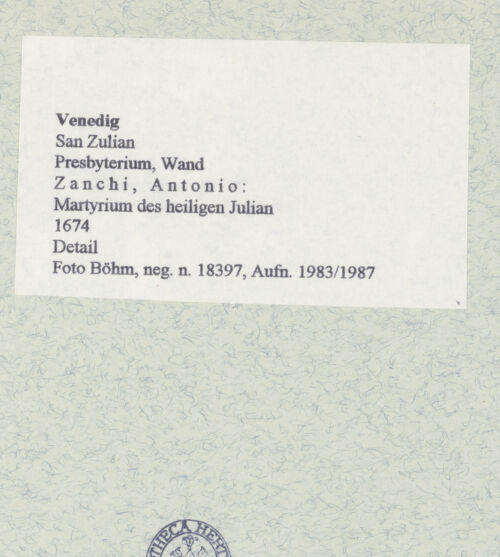 Venedig
San Zulian
Presbyterium, Wand
Zanchi, Antonio:
Martyrium des heiligen Julian
1674
Detail
Foto Böhm, neg. n. 18397, Aufn. 1983/1987